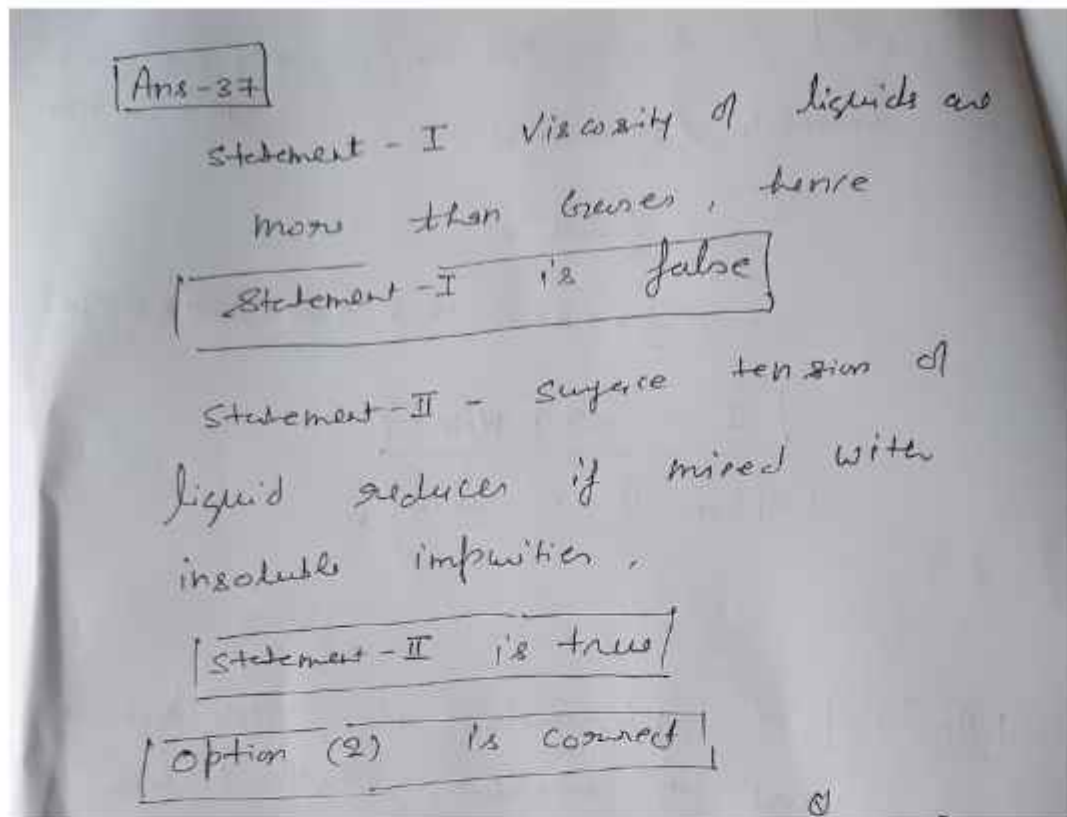 Ans-37
Statement - I Viscosity of liquids are
more than Gases, hence
Statement - I is false
Statement - II - Surface tension of
liquid reduces if mixed with
insoluble impurities.
Statement - II is true
Option (2) is correct